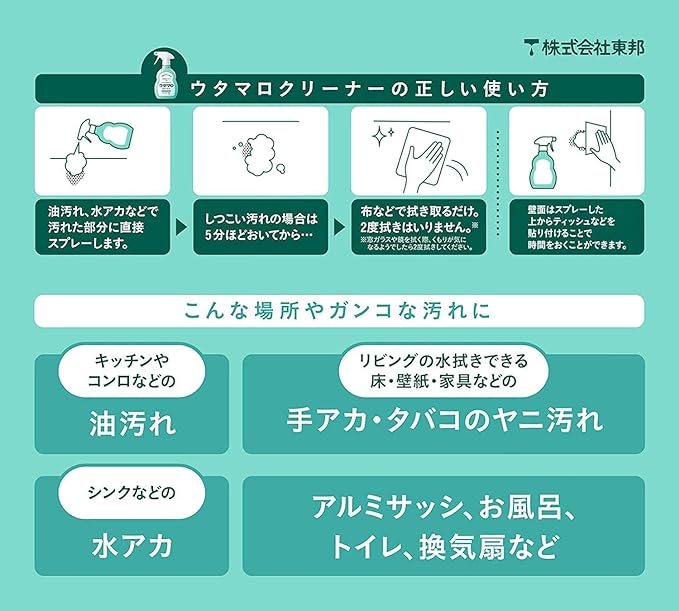 株式会社東邦
ウタマロ
ウタマロクリーナーの正しい使い方
油汚れ、水アカなどで
汚れた部分に直接
スプレーします。
しつこい汚れの場合は
5分ほどおいてから…
布などで拭き取るだけ。
2度拭きはいりません。※
※窓ガラスや鏡を拭く際、くもりが気に
なるようでしたら2度拭きしてください。
壁面はスプレーした
上からティッシュなどを
貼り付けることで
時間をおくことができます。
こんな場所やガンコな汚れに
キッチンや
コンロなどの
油汚れ
リビングの水拭きできる
床・壁紙・家具などの
手アカ・タバコのヤニ汚れ
シンクなどの
水アカ
アルミサッシ、お風呂、
トイレ、換気扇など